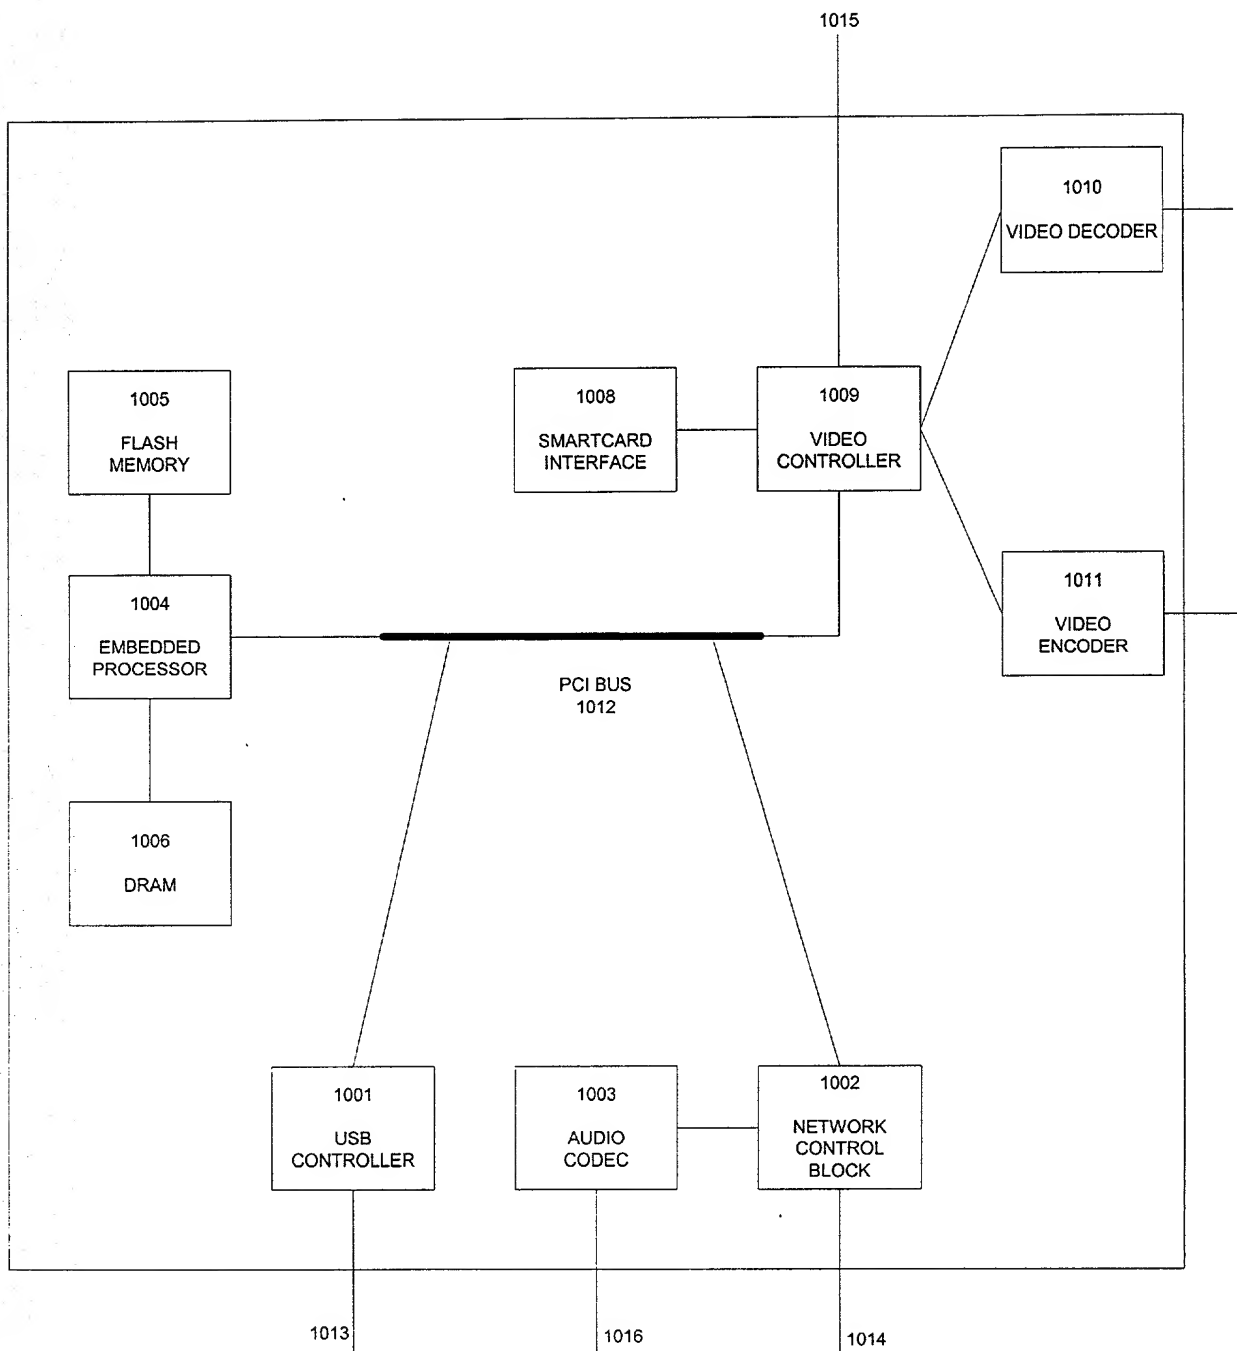 1015
1010
VIDEO DECODER
1005
FLASH
MEMORY
1008
SMARTCARD
INTERFACE
1009
VIDEO
CONTROLLER
1004
EMBEDDED
PROCESSOR
1011
VIDEO
ENCODER
PCI BUS
1012
1006
DRAM
1001
USB
CONTROLLER
1003
AUDIO
CODEC
1002
NETWORK
CONTROL
BLOCK
1013
1016
1014